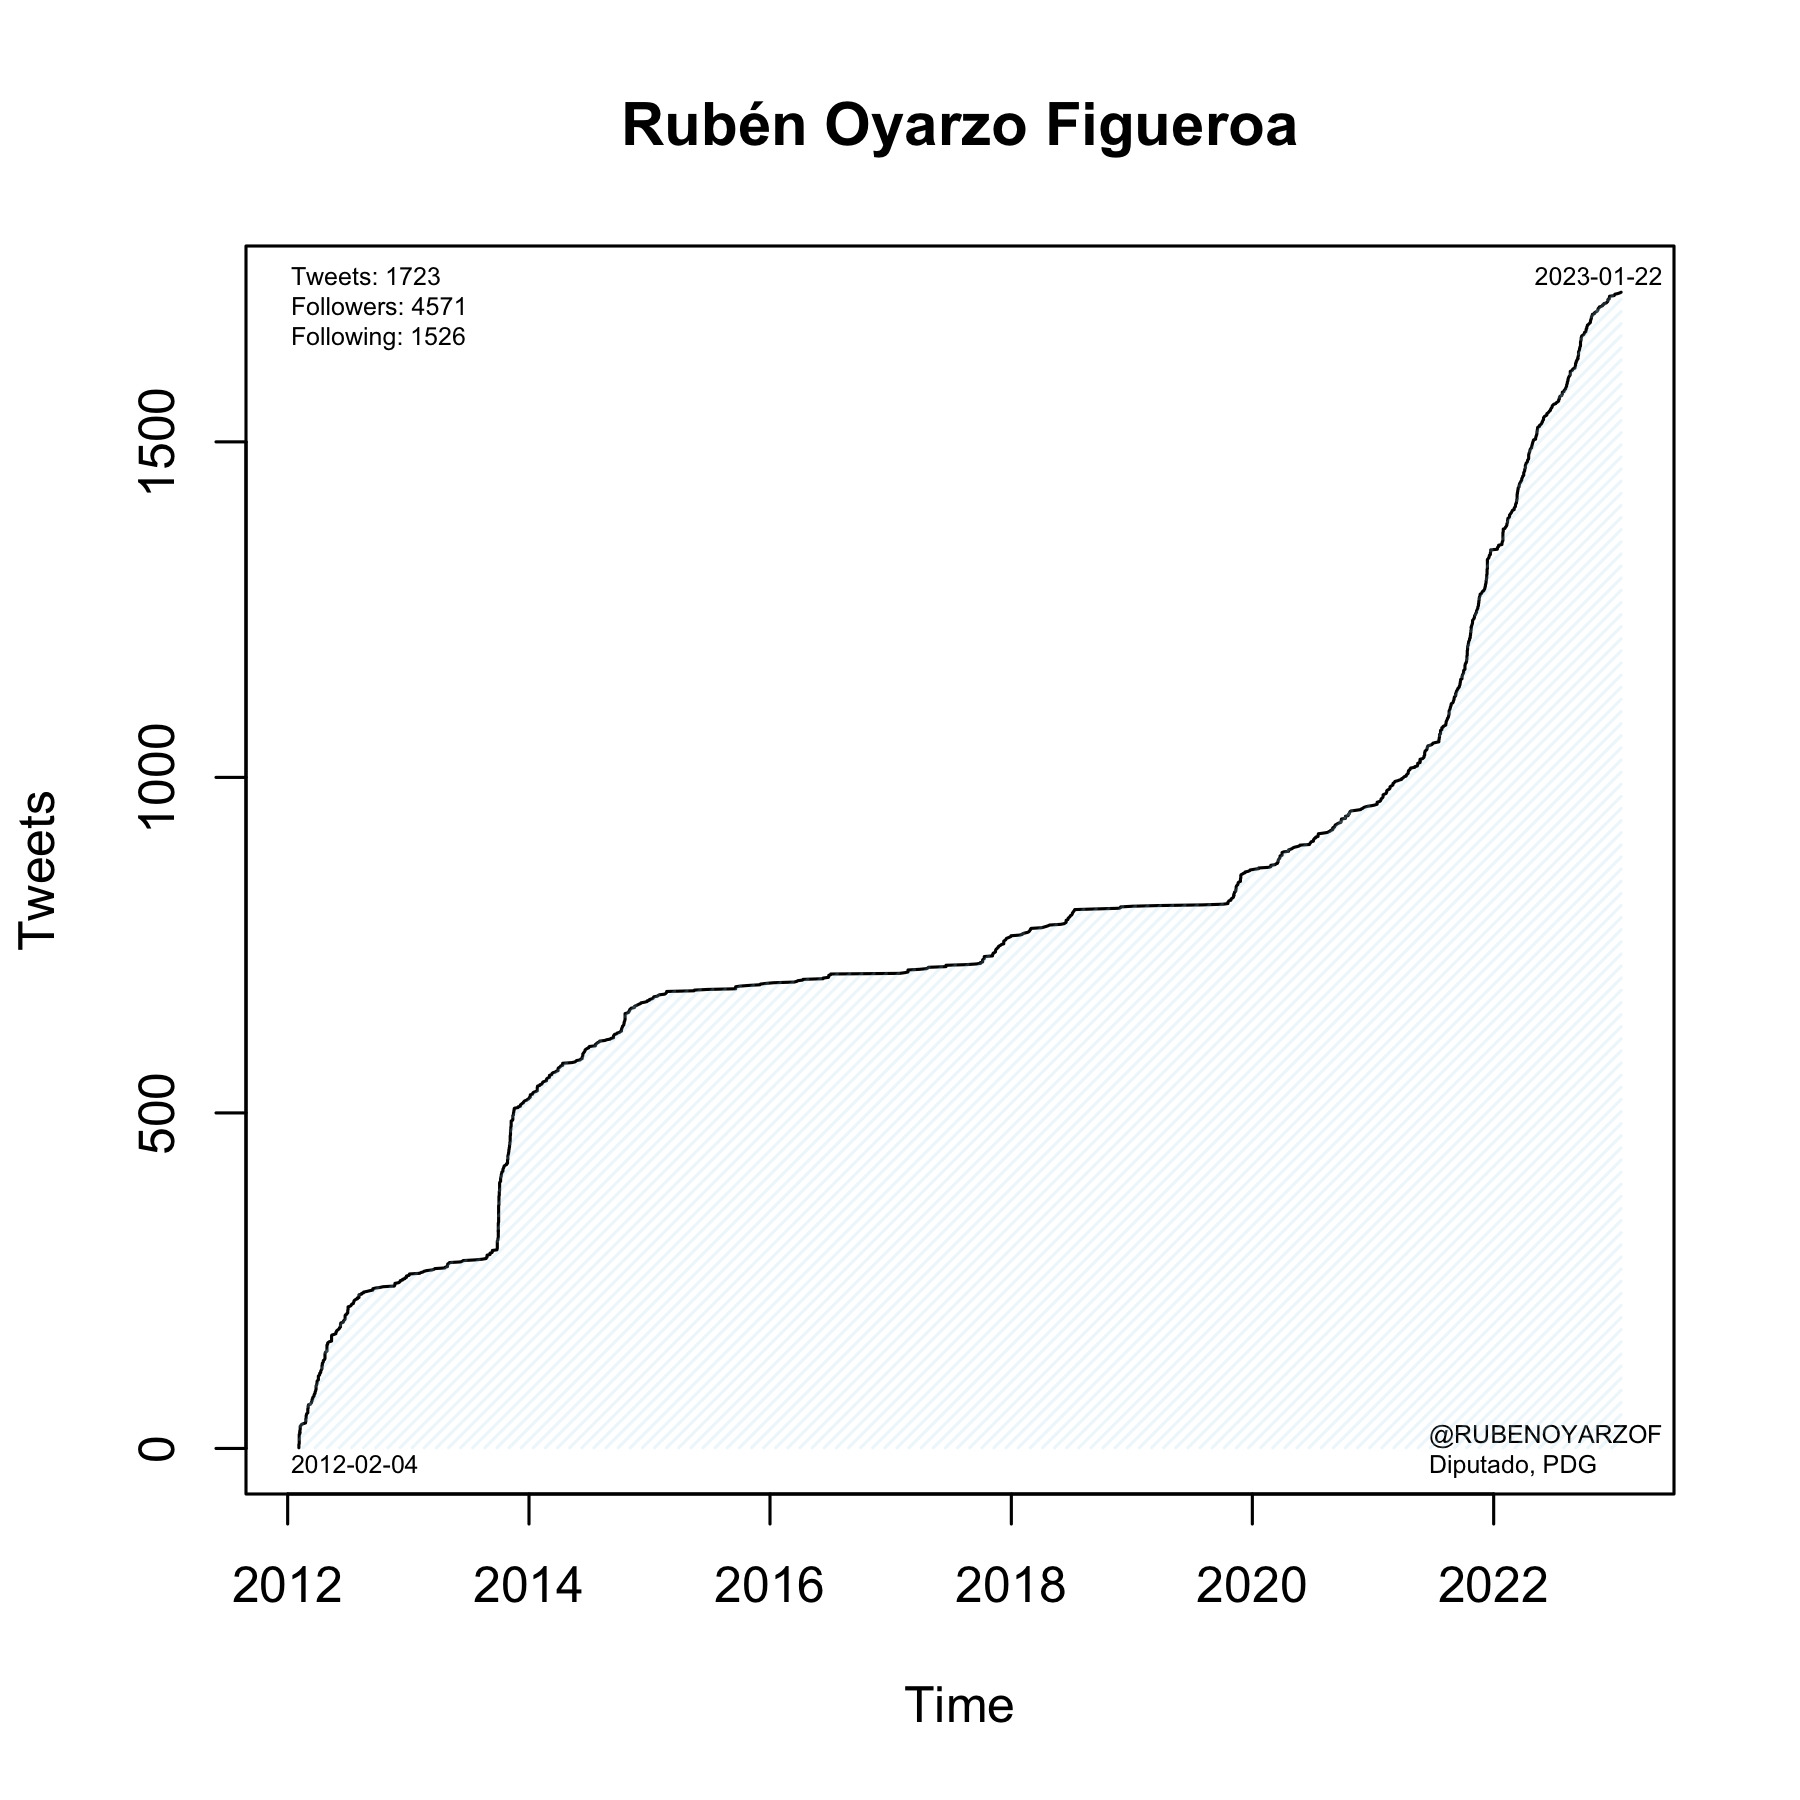 Rubén Oyarzo Figueroa
Tweets: 1723
Followers: 4571
Following: 1526
2023-01-22
Tweets
1500
1000
500
0
2012-02-04
@RUBENOYARZOF
Diputado, PDG
2012 2014 2016 2018 2020 2022
Time